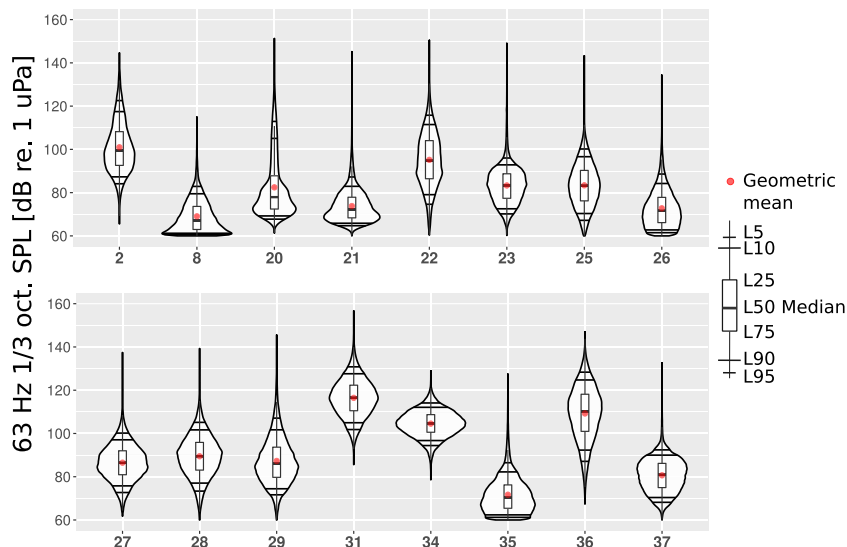 63 Hz 1/3 oct. SPL [dB re. 1 uPa]
160
140
120
100
80
60
2 8 20 21 22 23 25 26
160
140
120
100
80
60
27 28 29 31 34 35 36 37
Geometric
mean
L5
L10
L25
L50 Median
L75
L90
L95